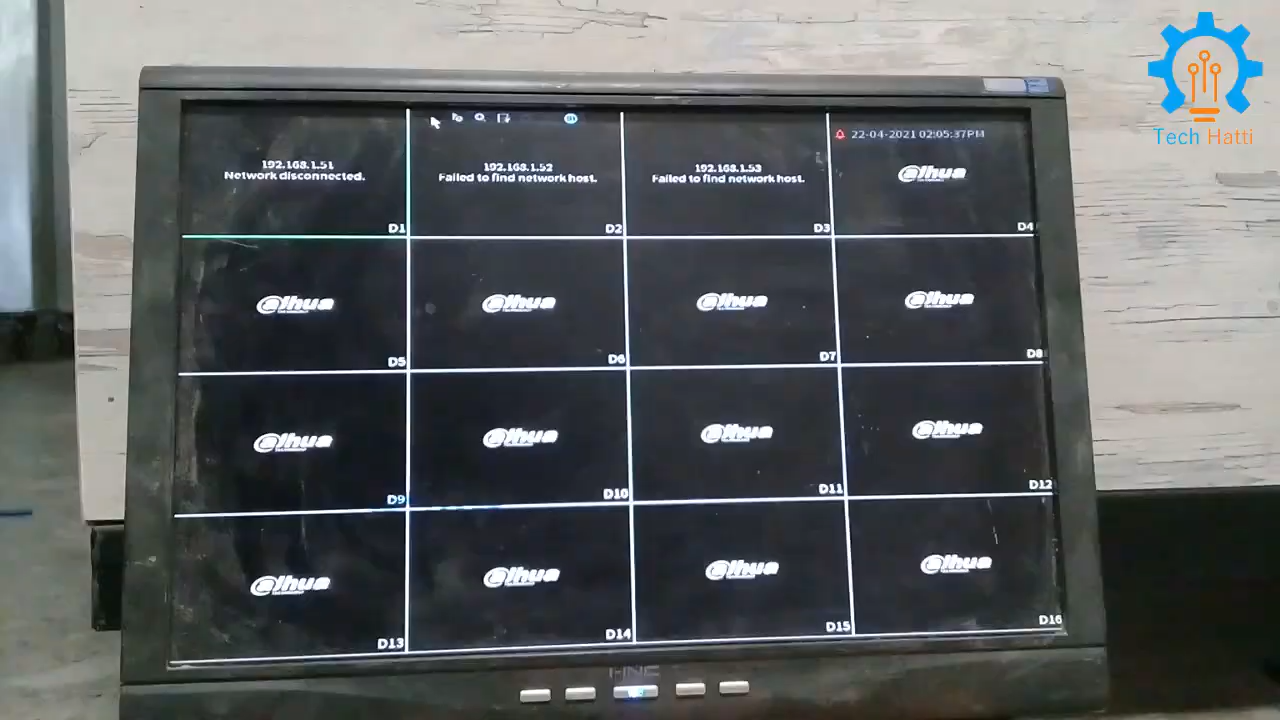 Tech Hatti
22-04-2021 02:05:37PM
192.168.1.51
Network disconnected.
D1
192.168.1.52
Failed to find network host.
D2
192.168.1.53
Failed to find network host.
D3
alhua
D4
alhua
D5
alhua
D6
alhua
D7
alhua
D8
alhua
D9
alhua
D10
alhua
D11
alhua
D12
alhua
D13
alhua
D14
alhua
D15
alhua
D16